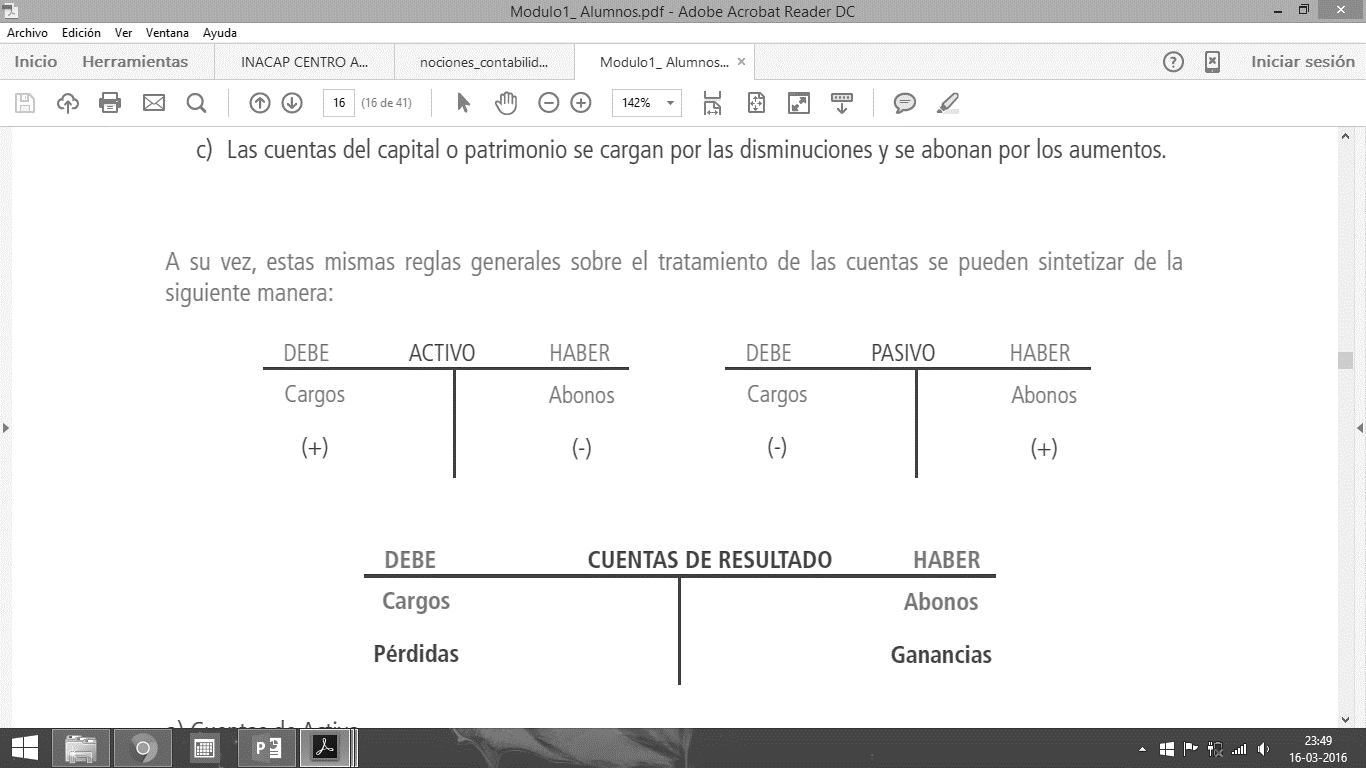 Modulo1_ Alumnos.pdf - Adobe Acrobat Reader DC
Archivo Edición Ver Ventana Ayuda
Inicio Herramientas INACAP CENTRO A... nociones_contabilid... Modulo1_ Alumnos... × Iniciar sesión
16 (16 de 41) 142%
c) Las cuentas del capital o patrimonio se cargan por las disminuciones y se abonan por los aumentos.
A su vez, estas mismas reglas generales sobre el tratamiento de las cuentas se pueden sintetizar de la
siguiente manera:
DEBE ACTIVO HABER DEBE PASIVO HABER
Cargos Abonos Cargos Abonos
(+) (-) (-) (+)
DEBE CUENTAS DE RESULTADO HABER
Cargos Abonos
Pérdidas Ganancias
a) Cuentas de Activo
23:49
16-03-2016